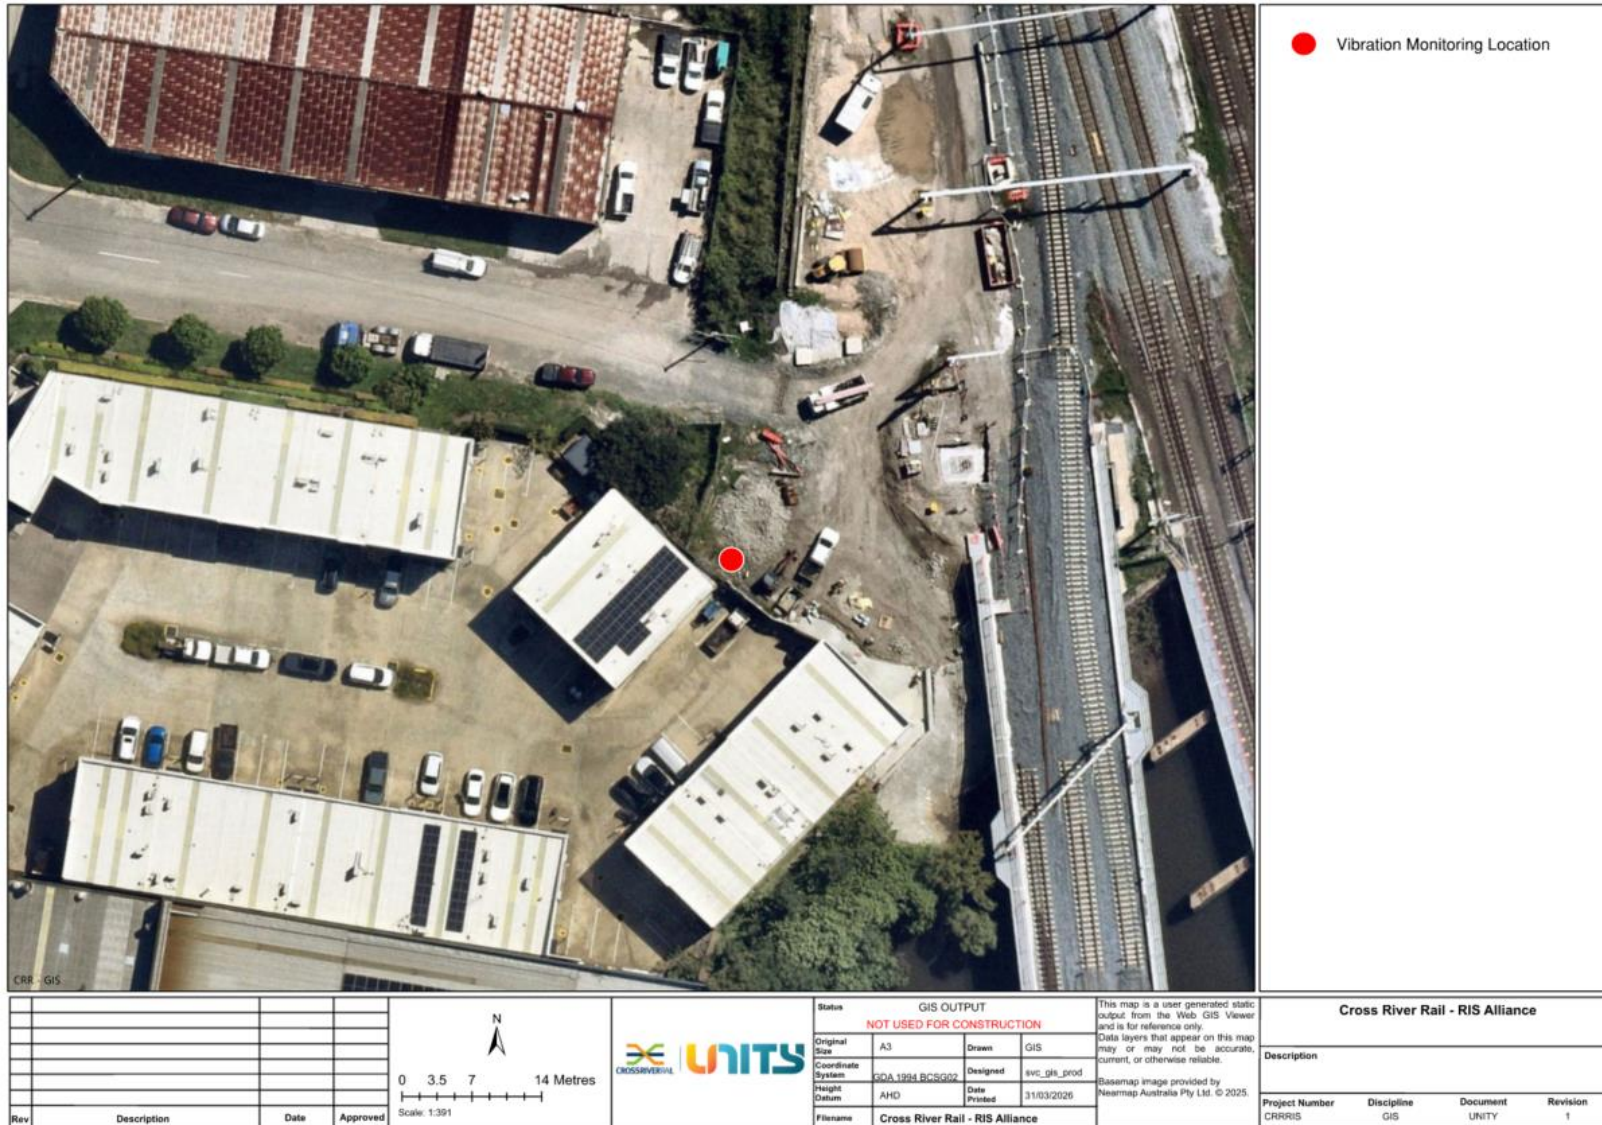 Vibration Monitoring Location
CRR - GIS
Rev
Description
Date
Approved
N
0 3.5 7 14 Metres
Scale: 1:391
CROSSRIVERRAIL
UNITY
Status GIS OUTPUT
NOT USED FOR CONSTRUCTION
Original Size A3 Drawn GIS
Coordinate System GDA 1994 BCSG02 Designed svc_gis_prod
Height Datum AHD Date Printed 31/03/2026
Filename Cross River Rail - RIS Alliance
This map is a user generated static
output from the Web GIS Viewer
and is for reference only.
Data layers that appear on this map
may or may not be accurate,
current, or otherwise reliable.
Basemap image provided by
Nearmap Australia Pty Ltd. © 2025.
Cross River Rail - RIS Alliance
Description
Project Number Discipline Document Revision
CRRRIS GIS UNITY 1